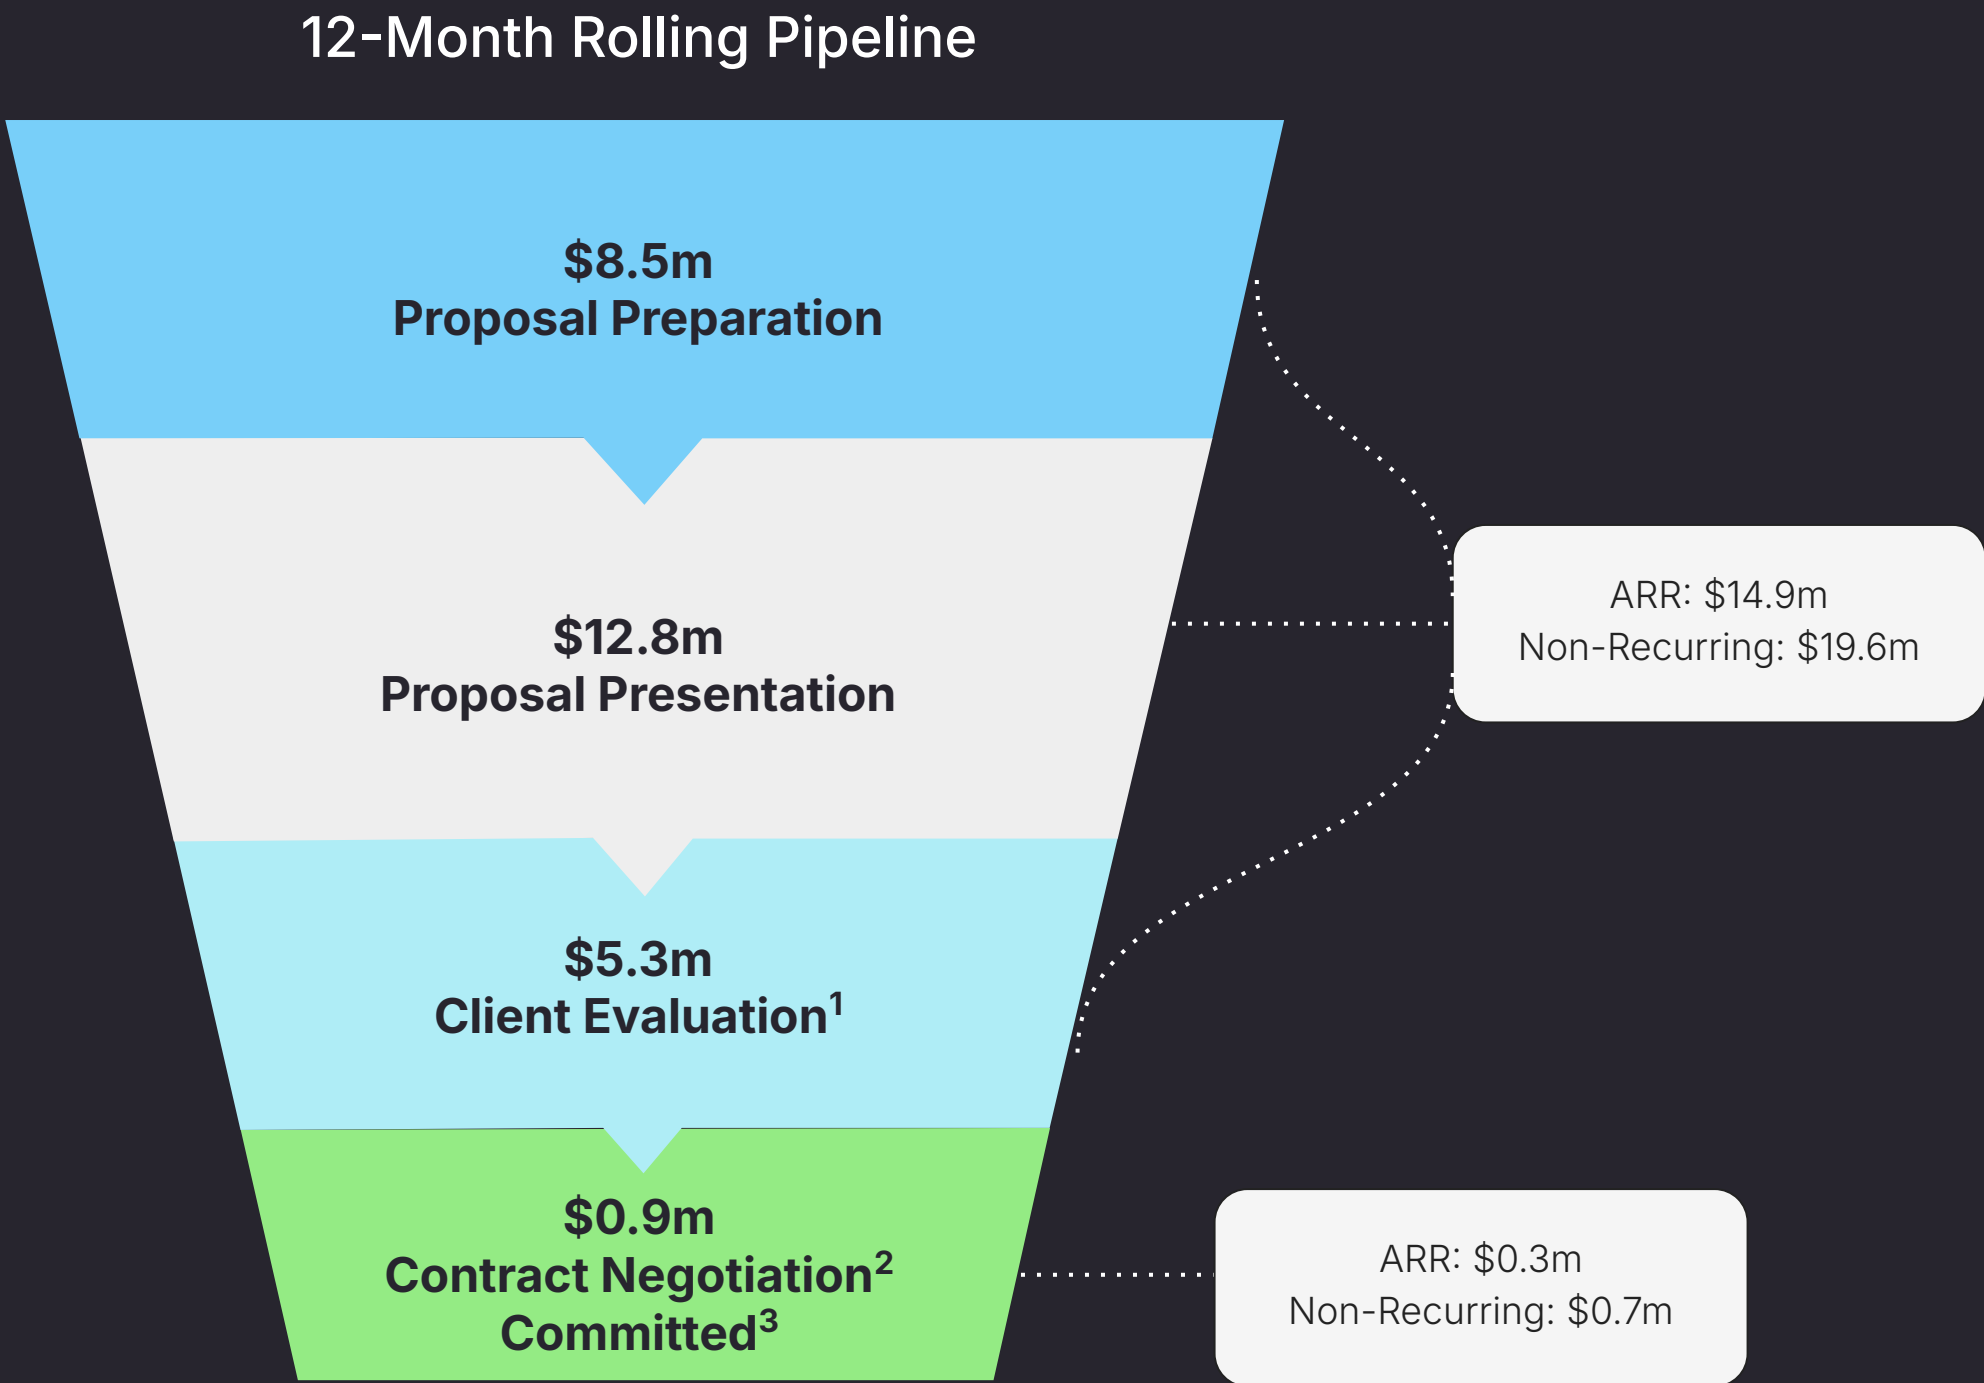 12-Month Rolling Pipeline
$8.5m
Proposal Preparation
$12.8m
Proposal Presentation
ARR: $14.9m
Non-Recurring: $19.6m
$5.3m
Client Evaluation¹
$0.9m
Contract Negotiation²
Committed³
ARR: $0.3m
Non-Recurring: $0.7m